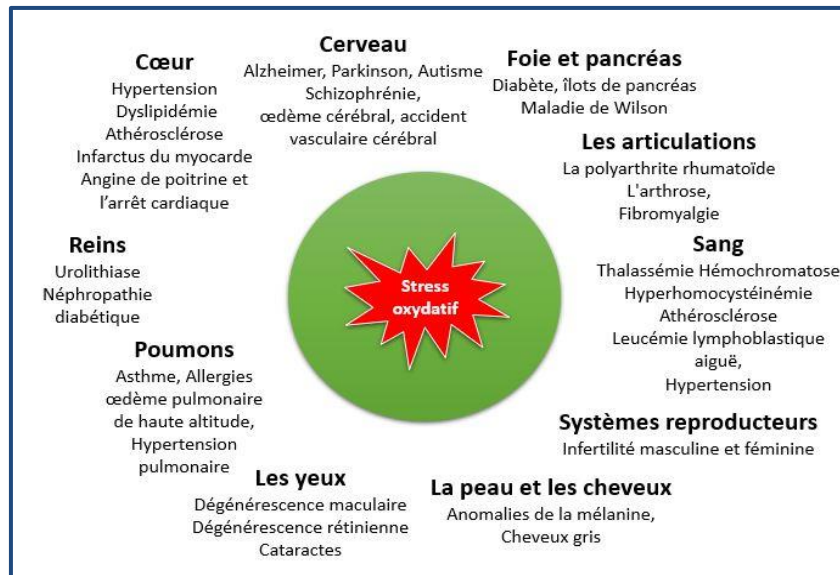 Cœur
Hypertension
Dyslipidémie
Athérosclérose
Infarctus du myocarde
Angine de poitrine et
l’arrêt cardiaque
Cerveau
Alzheimer, Parkinson, Autisme
Schizophrénie,
œdème cérébral, accident
vasculaire cérébral
Foie et pancréas
Diabète, îlots de pancréas
Maladie de Wilson
Les articulations
La polyarthrite rhumatoïde
L'arthrose,
Fibromyalgie
Reins
Urolithiase
Néphropathie
diabétique
Stress
oxydatif
Sang
Thalassémie Hémochromatose
Hyperhomocystéinémie
Athérosclérose
Leucémie lymphoblastique
aiguë,
Hypertension
Poumons
Asthme, Allergies
œdème pulmonaire
de haute altitude,
Hypertension
pulmonaire
Systèmes reproducteurs
Infertilité masculine et féminine
Les yeux
Dégénérescence maculaire
Dégénérescence rétinienne
Cataractes
La peau et les cheveux
Anomalies de la mélanine,
Cheveux gris